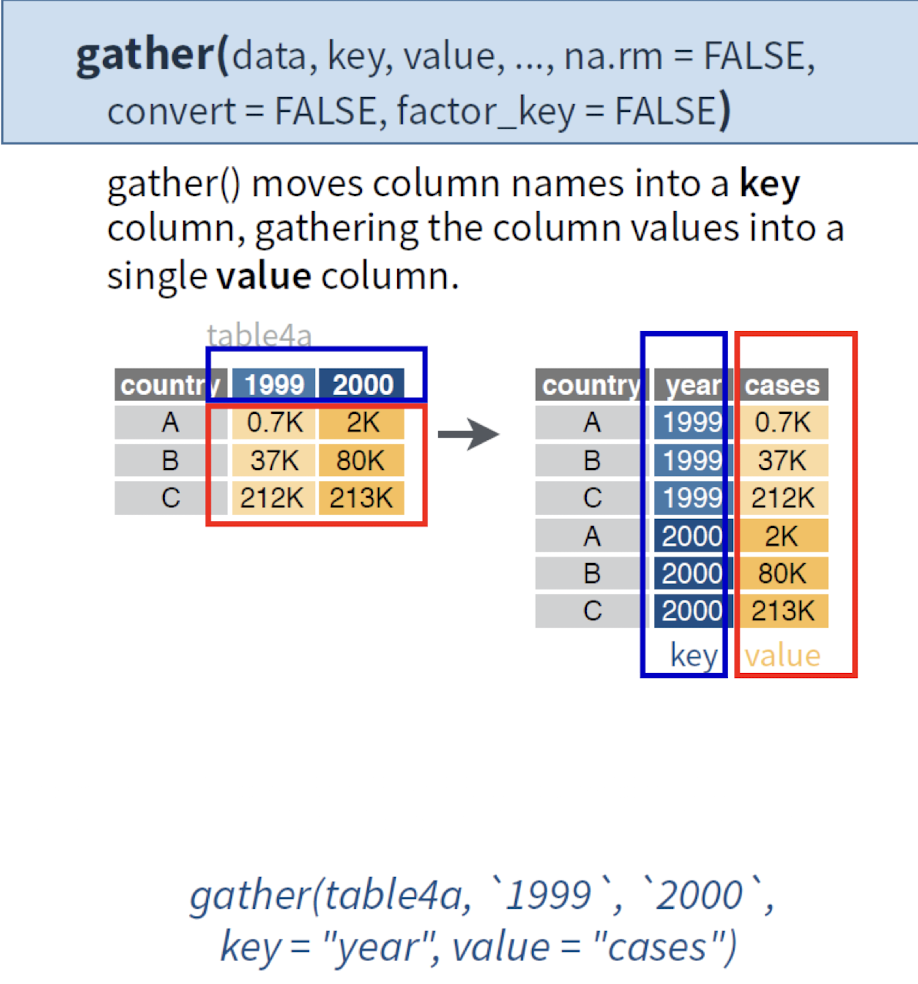 gather(data, key, value, ..., na.rm = FALSE,
convert = FALSE, factor_key = FALSE)
gather() moves column names into a key
column, gathering the column values into a
single value column.
table4a
country 1999 2000
A 0.7K 2K
B 37K 80K
C 212K 213K
country year cases
A 1999 0.7K
B 1999 37K
C 1999 212K
A 2000 2K
B 2000 80K
C 2000 213K
key value
gather(table4a, `1999`, `2000`,
key = "year", value = "cases")